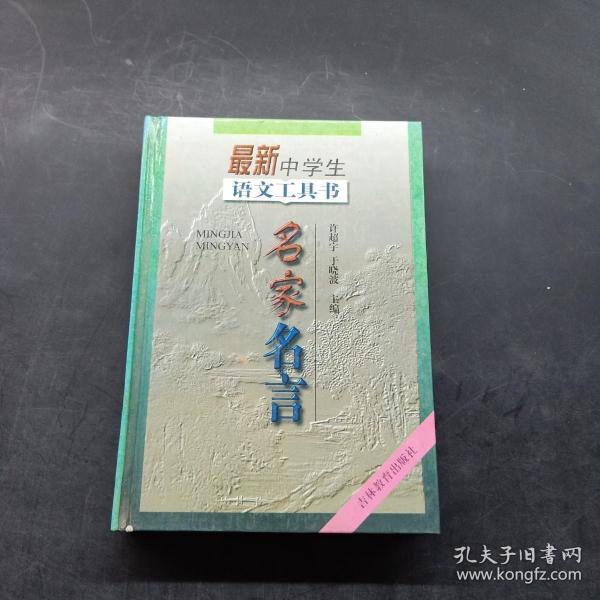 最新中学生
语文工具书
MINGJIA
MINGYAN
名家名言
许超宇 于晓波 主编
吉林教育出版社
孔夫子旧书网
www.kongfz.com